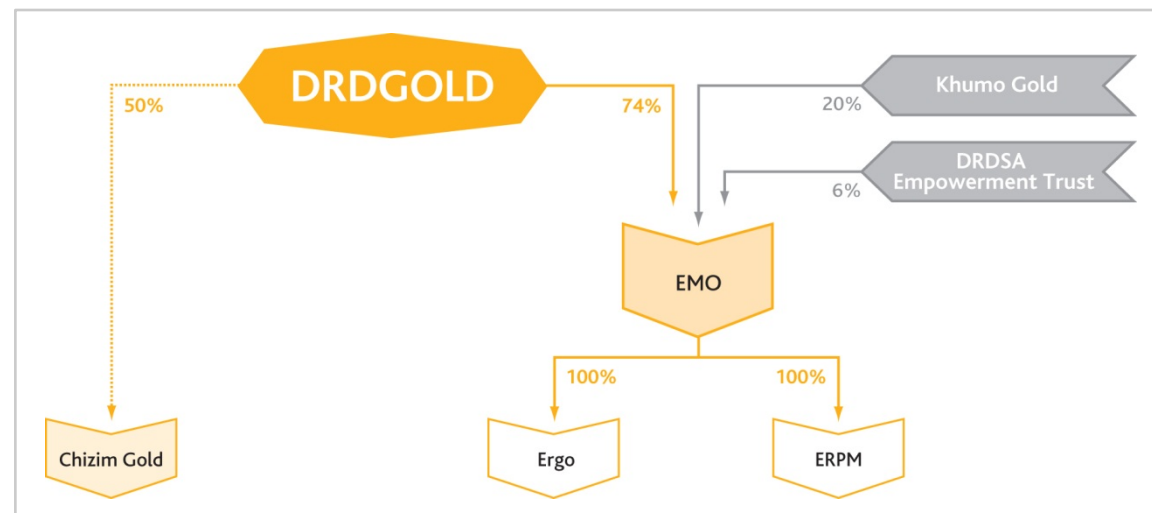 DRDGOLD
50%
74%
20%
Khumo Gold
6%
DRDSA
Empowerment Trust
EMO
100%
100%
Chizim Gold
Ergo
ERPM